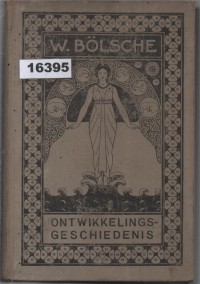 W. BÖLSCHE
16395
ONTWIKKELINGS-
GESCHIEDENIS